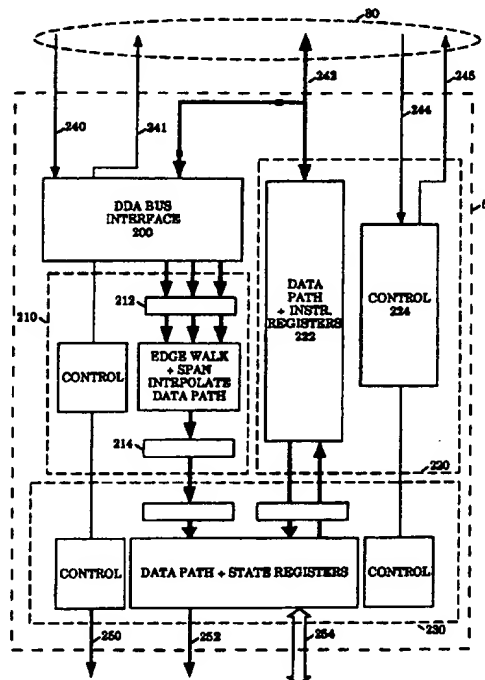 80
242
245
240
241
244
DDA BUS
INTERFACE
200
210
212
DATA
PATH
+ INSTR.
REGISTERS
222
CONTROL
224
CONTROL
EDGE WALK
+ SPAN
INTRPOLATE
DATA PATH
214
220
CONTROL
DATA PATH + STATE REGISTERS
CONTROL
250
252
254
230